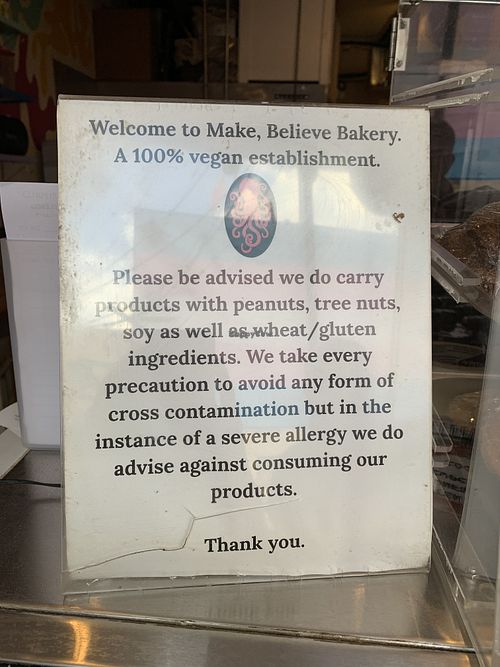 Welcome to Make, Believe Bakery.
A 100% vegan establishment.
Please be advised we do carry
products with peanuts, tree nuts,
soy as well as wheat/gluten
ingredients. We take every
precaution to avoid any form of
cross contamination but in the
instance of a severe allergy we do
advise against consuming our
products.
Thank you.